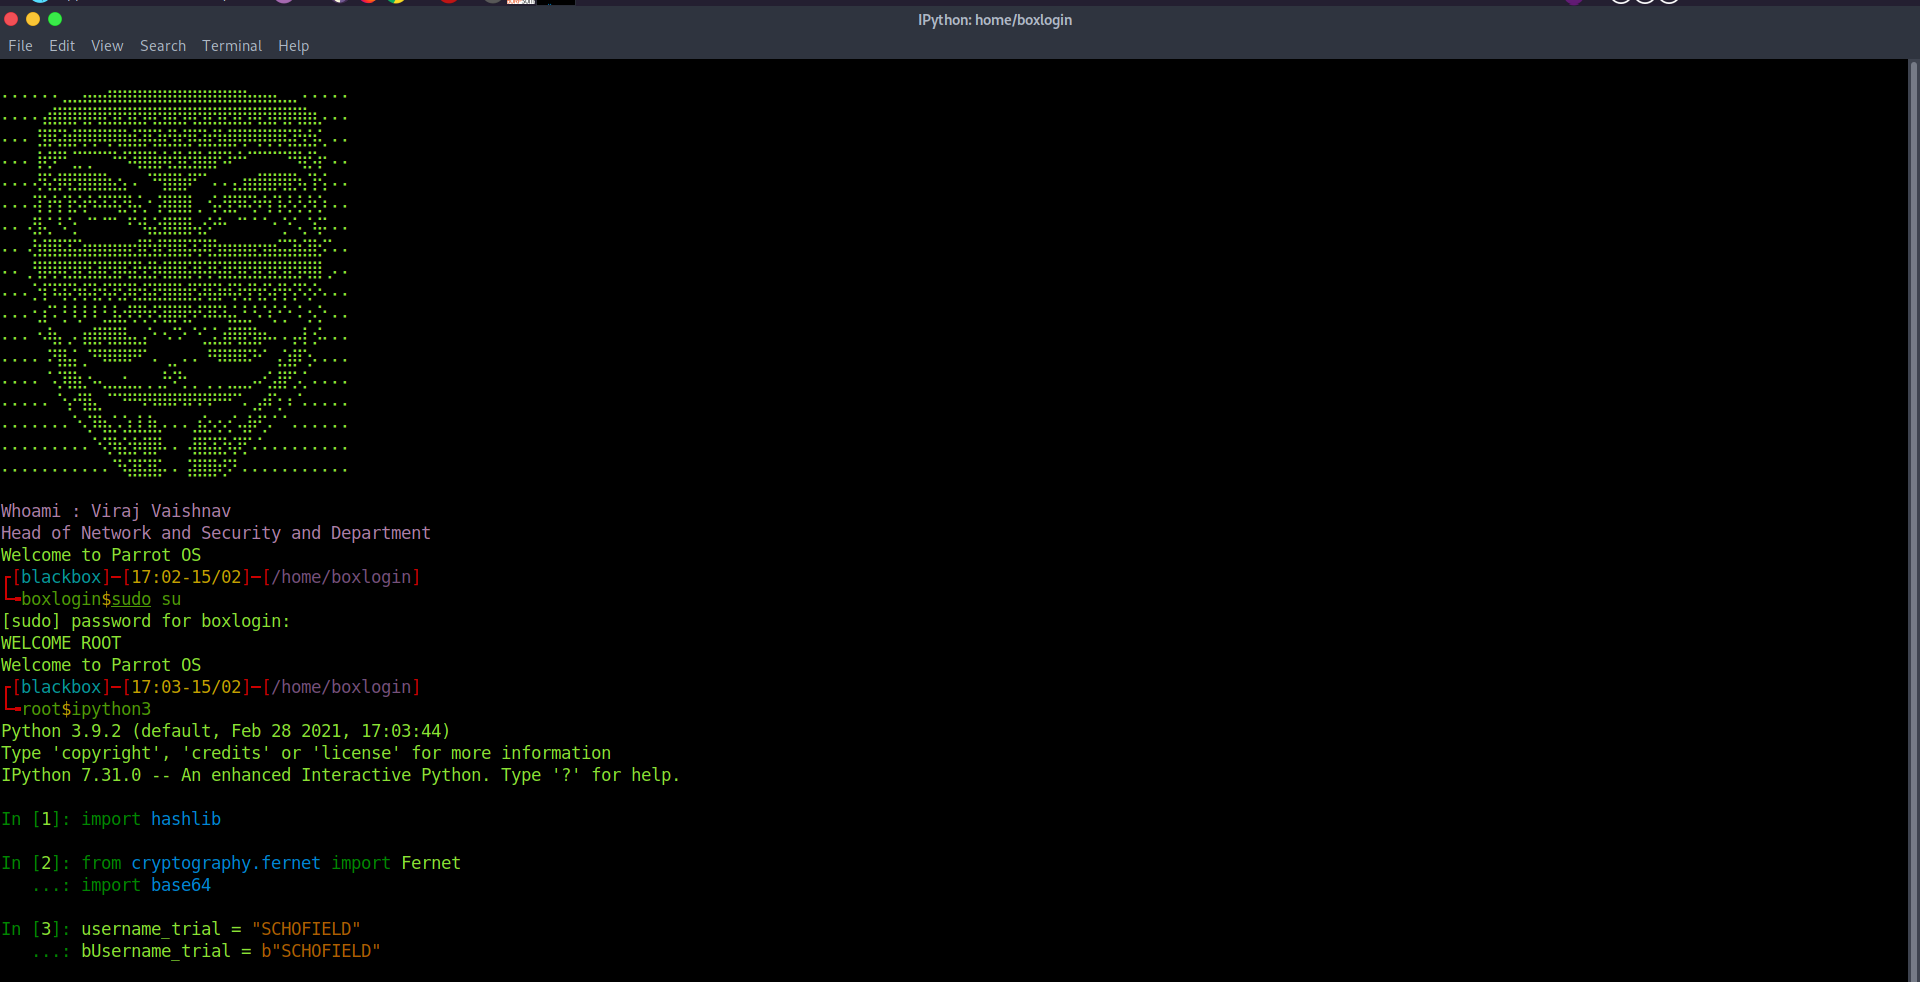 IPython: home/boxlogin
File Edit View Search Terminal Help
Whoami : Viraj Vaishnav
Head of Network and Security and Department
Welcome to Parrot OS
┌[blackbox]─[17:02-15/02]─[/home/boxlogin]
└╼boxlogin$sudo su
[sudo] password for boxlogin:
WELCOME ROOT
Welcome to Parrot OS
┌[blackbox]─[17:03-15/02]─[/home/boxlogin]
└╼root$ipython3
Python 3.9.2 (default, Feb 28 2021, 17:03:44)
Type 'copyright', 'credits' or 'license' for more information
IPython 7.31.0 -- An enhanced Interactive Python. Type '?' for help.
In [1]: import hashlib
In [2]: from cryptography.fernet import Fernet
...: import base64
In [3]: username_trial = "SCHOFIELD"
...: bUsername_trial = b"SCHOFIELD"